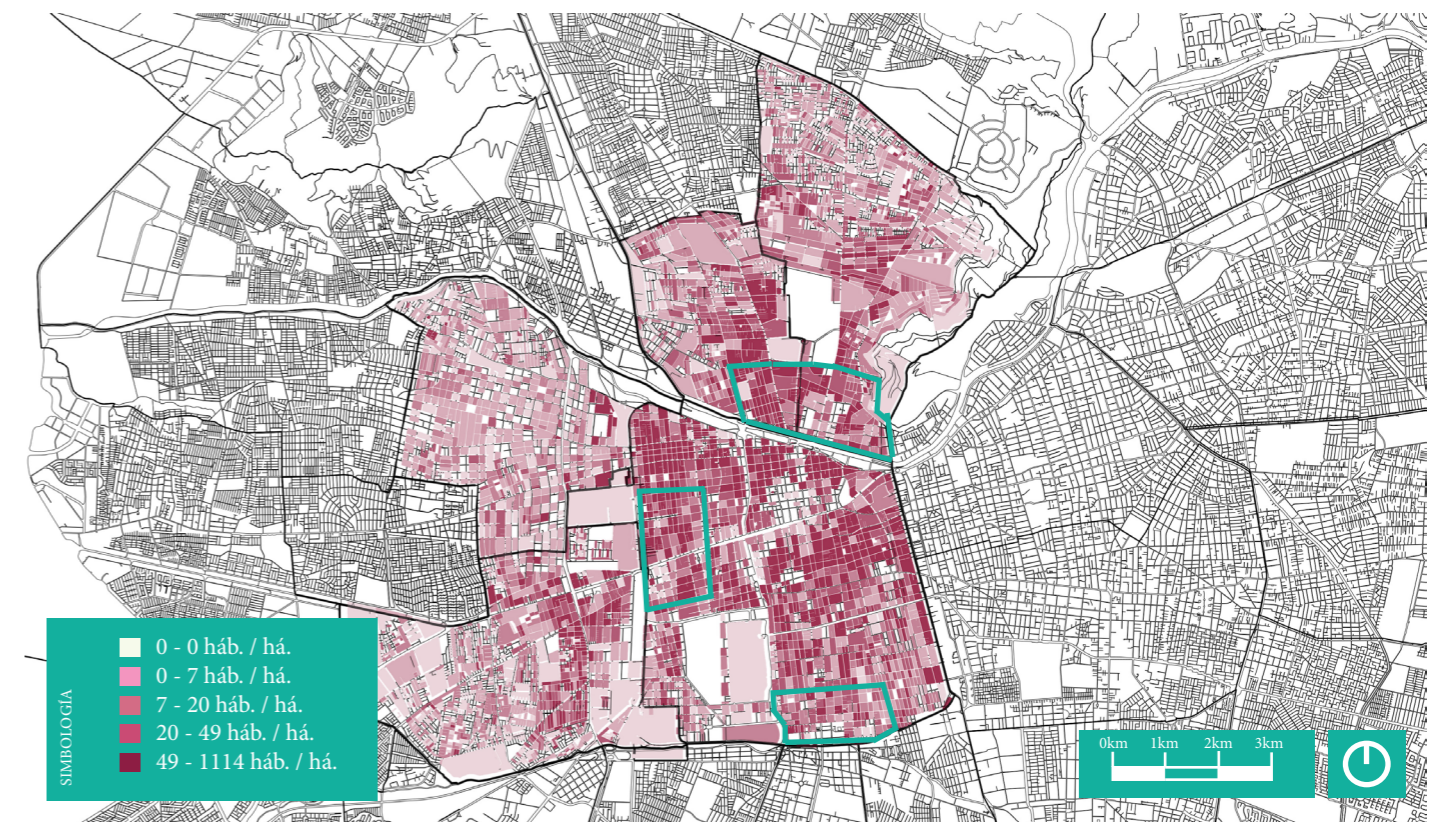 SIMBOLOGÍA
0 - 0 háb. / há.
0 - 7 háb. / há.
7 - 20 háb. / há.
20 - 49 háb. / há.
49 - 1114 háb. / há.
0km 1km 2km 3km